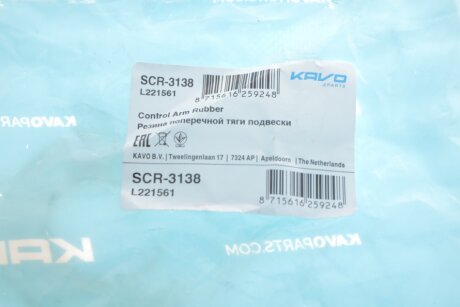 SCR-3138
L221561
KAVO
PARTS
8 715616 259248
Control Arm Rubber
Резина поперечной тяги подвески
EAC
KAVO B.V. | Tweelingenlaan 17 | 7324 AP | Apeldoorn | The Netherlands
SCR-3138
L221561
8 715616 259248
KAVOPARTS
KAVOPARTS.COM
KAVO